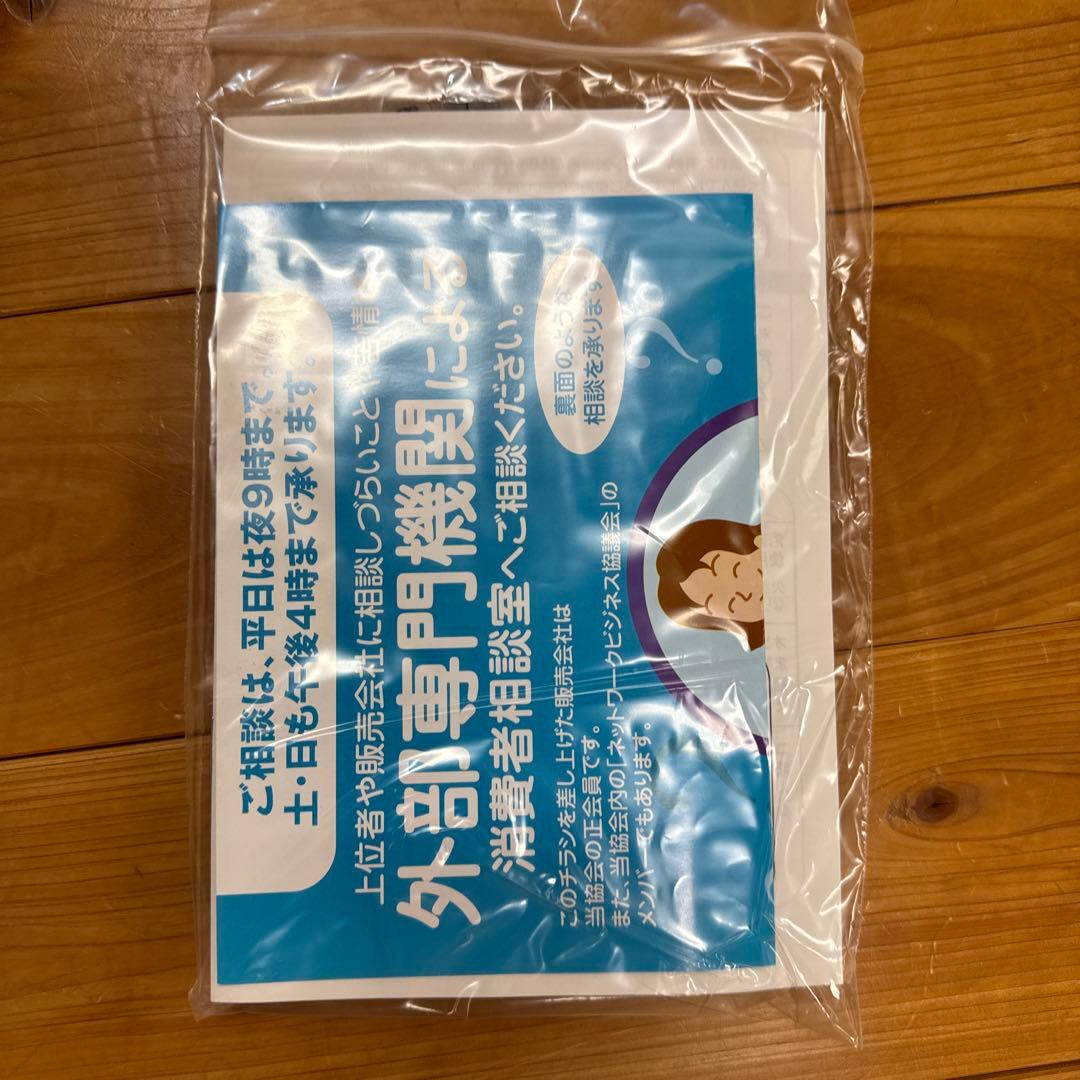 ご相談は、平日は夜9時まで。
土・日も午後4時まで承ります。
上位者や販売会社に相談しづらいことや苦情
外部専門機関による
消費者相談室へご相談ください。
裏面のような
相談を承ります
このチラシを差し上げた販売会社は
当協会の正会員です。
また、当協会内の「ネットワークビジネス協議会」の
メンバーでもあります。